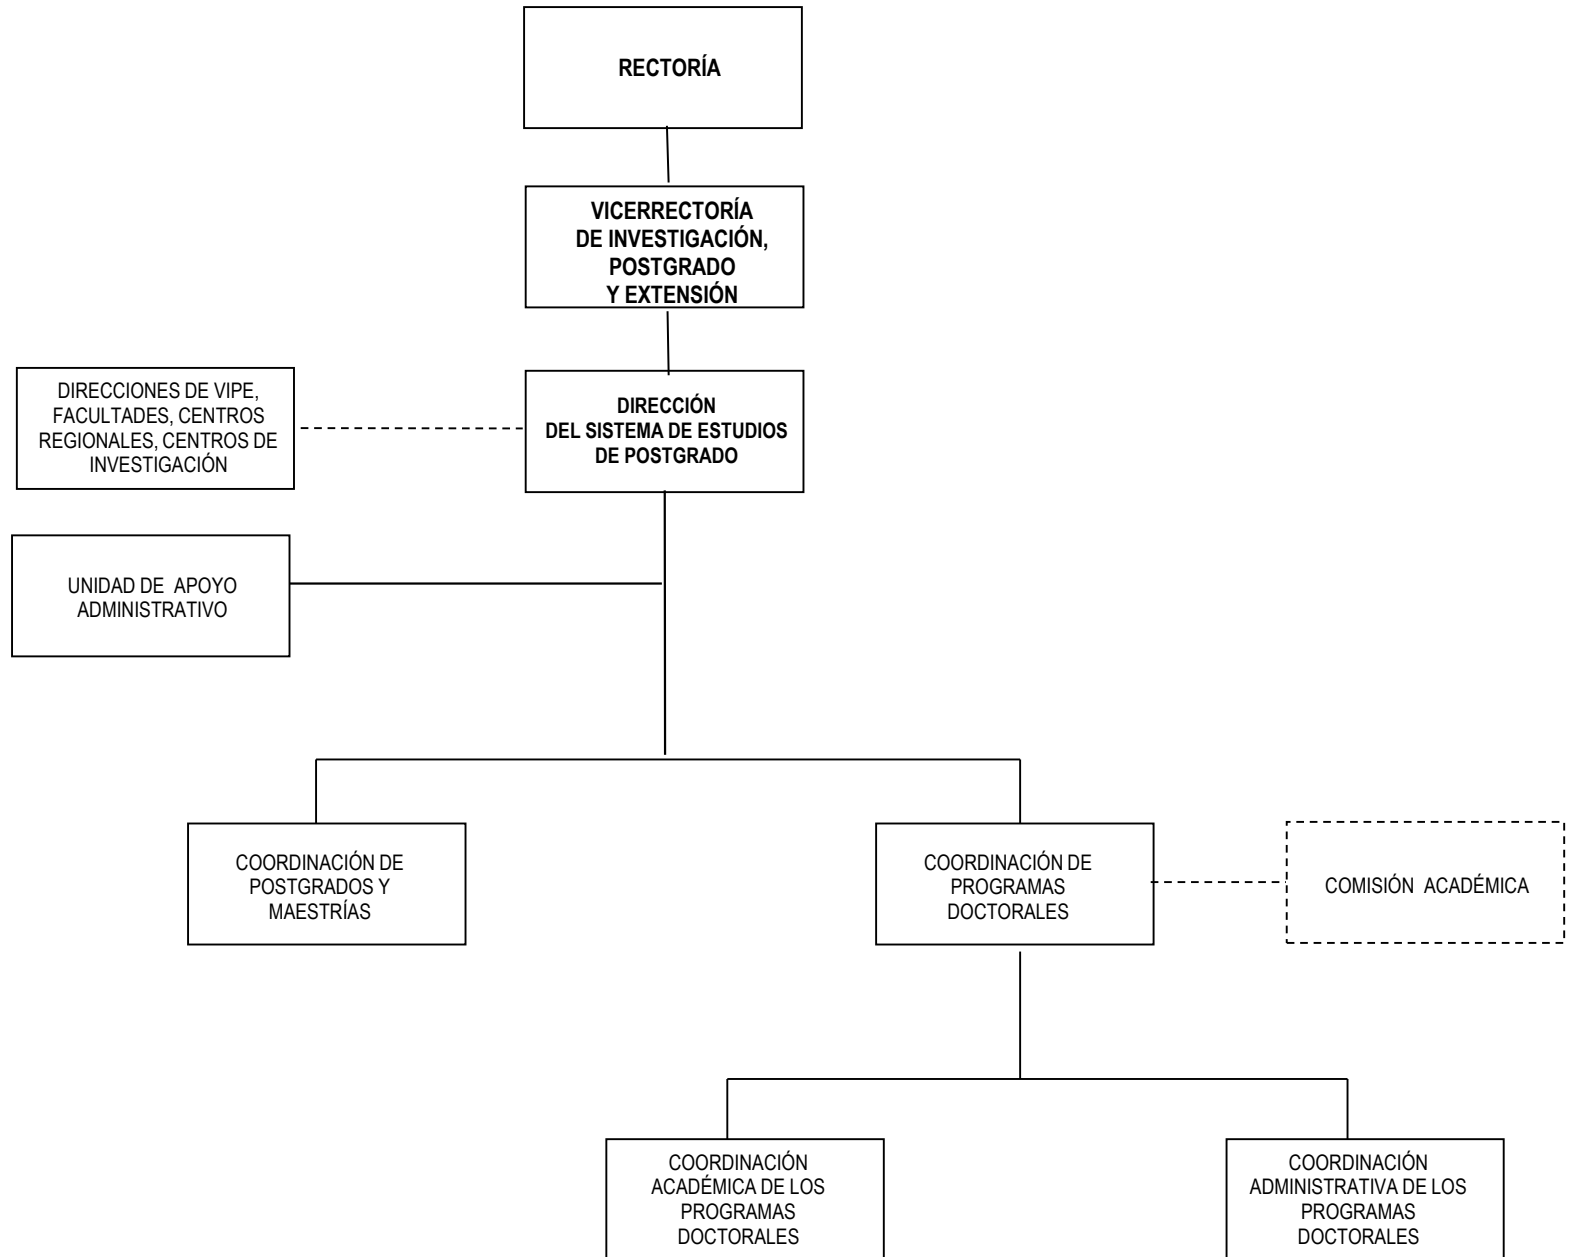 RECTORÍA
VICERRECTORÍA
DE INVESTIGACIÓN,
POSTGRADO
Y EXTENSIÓN
DIRECCIONES DE VIPE,
FACULTADES, CENTROS
REGIONALES, CENTROS DE
INVESTIGACIÓN
DIRECCIÓN
DEL SISTEMA DE ESTUDIOS
DE POSTGRADO
UNIDAD DE APOYO
ADMINISTRATIVO
COORDINACIÓN DE
POSTGRADOS Y
MAESTRÍAS
COORDINACIÓN DE
PROGRAMAS
DOCTORALES
COMISIÓN ACADÉMICA
COORDINACIÓN
ACADÉMICA DE LOS
PROGRAMAS
DOCTORALES
COORDINACIÓN
ADMINISTRATIVA DE LOS
PROGRAMAS
DOCTORALES